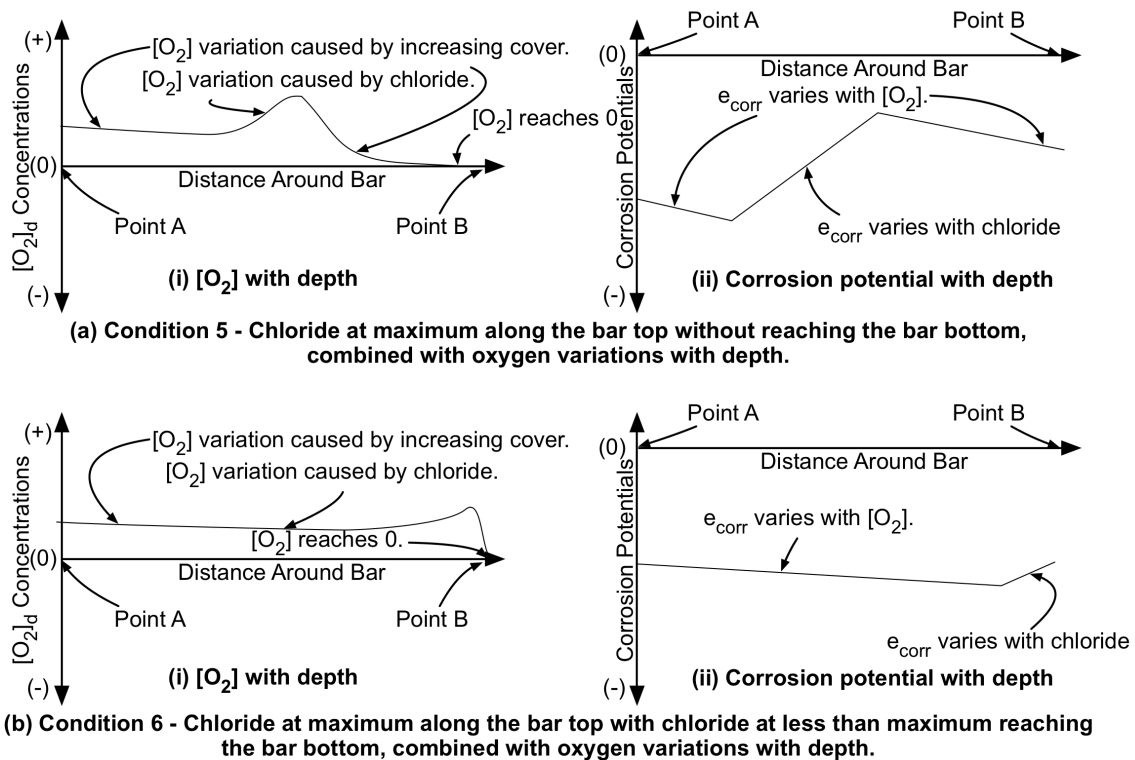 (+)
[O2] variation caused by increasing cover.
[O2] variation caused by chloride.
[O2] reaches 0
(0)
Distance Around Bar
Point A
Point B
[O2]d Concentrations
(-)
(i) [O2] with depth
Point A
Point B
(0)
Distance Around Bar
ecorr varies with [O2].
ecorr varies with chloride
Corrosion Potentials
(-)
(ii) Corrosion potential with depth
(a) Condition 5 - Chloride at maximum along the bar top without reaching the bar bottom,
combined with oxygen variations with depth.
(+)
[O2] variation caused by increasing cover.
[O2] variation caused by chloride.
[O2] reaches 0.
(0)
Distance Around Bar
Point A
Point B
[O2]d Concentrations
(-)
(i) [O2] with depth
Point A
Point B
(0)
Distance Around Bar
ecorr varies with [O2].
ecorr varies with chloride
Corrosion Potentials
(-)
(ii) Corrosion potential with depth
(b) Condition 6 - Chloride at maximum along the bar top with chloride at less than maximum reaching
the bar bottom, combined with oxygen variations with depth.